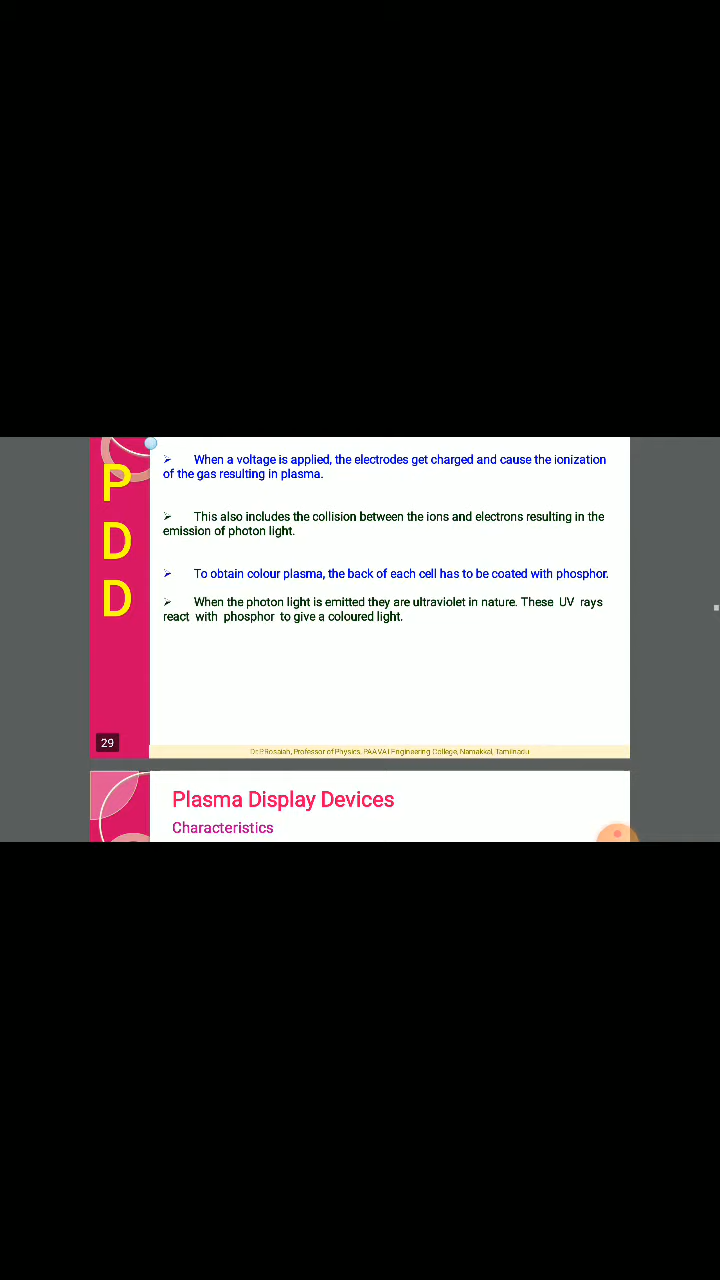 P
D
D
➢ When a voltage is applied, the electrodes get charged and cause the ionization
of the gas resulting in plasma.
➢ This also includes the collision between the ions and electrons resulting in the
emission of photon light.
➢ To obtain colour plasma, the back of each cell has to be coated with phosphor.
➢ When the photon light is emitted they are ultraviolet in nature. These UV rays
react with phosphor to give a coloured light.
29
Dr.P.Rosaiah, Professor of Physics, PAAVAI Engineering College, Namakkal, Tamilnadu
Plasma Display Devices
Characteristics